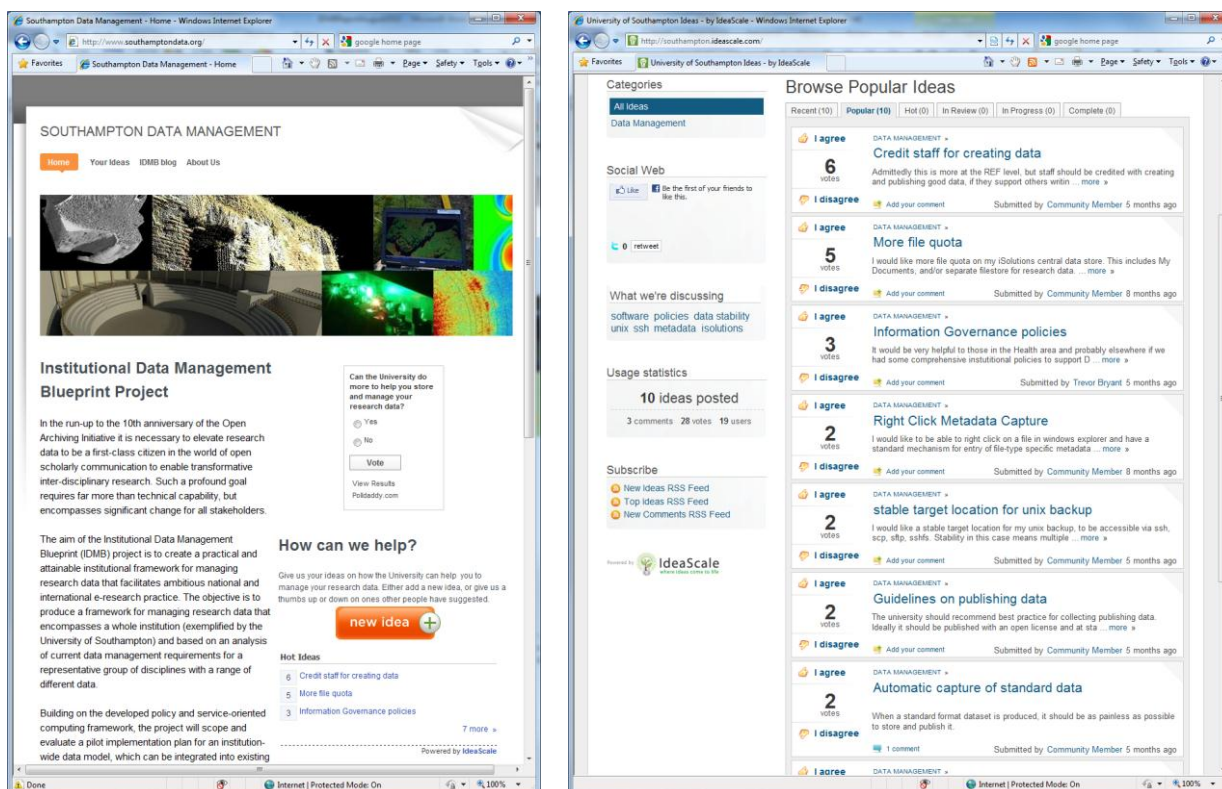 Southampton Data Management - Home - Windows Internet Explorer
http://www.southamptondata.org/
google home page
Favorites
Southampton Data Management - Home
Page
Safety
Tools
SOUTHAMPTON DATA MANAGEMENT
Home Your Ideas IDMB blog About Us
Institutional Data Management
Blueprint Project
In the run-up to the 10th anniversary of the Open
Archiving Initiative it is necessary to elevate research
data to be a first-class citizen in the world of open
scholarly communication to enable transformative
inter-disciplinary research. Such a profound goal
requires far more than technical capability, but
encompasses significant change for all stakeholders.
The aim of the Institutional Data Management
Blueprint (IDMB) project is to create a practical and
attainable institutional framework for managing
research data that facilitates ambitious national and
international e-research practice. The objective is to
produce a framework for managing research data that
encompasses a whole institution (exemplified by the
University of Southampton) and based on an analysis
of current data management requirements for a
representative group of disciplines with a range of
different data.
Building on the developed policy and service-oriented
computing framework, the project will scope and
evaluate a pilot implementation plan for an institution-
wide data model, which can be integrated into existing
Can the University do
more to help you store
and manage your
research data?
Yes
No
Vote
View Results
Polldaddy.com
How can we help?
Give us your ideas on how the University can help you to
manage your research data. Either add a new idea, or give us a
thumbs up or down on ones other people have suggested.
new idea
Hot Ideas
6 Credit staff for creating data
5 More file quota
3 Information Governance policies
7 more »
Powered by IdeaScale
Done
Internet | Protected Mode: On
100%
University of Southampton Ideas - by IdeaScale - Windows Internet Explorer
http://southampton.ideascale.com/
google home page
Favorites
University of Southampton Ideas - by IdeaScale
Page
Safety
Tools
Categories
All Ideas
Data Management
Social Web
Like
Be the first of your friends to
like this.
0 retweet
What we're discussing
software policies data stability
unix ssh metadata isolutions
Usage statistics
10 ideas posted
3 comments 28 votes 19 users
Subscribe
New Ideas RSS Feed
Top Ideas RSS Feed
New Comments RSS Feed
Powered by IdeaScale
where ideas come to life
Browse Popular Ideas
Recent (10) Popular (10) Hot (0) In Review (0) In Progress (0) Complete (0)
I agree
6
votes
I disagree
DATA MANAGEMENT »
Credit staff for creating data
Admittedly this is more at the REF level, but staff should be credited with creating
and publishing good data, if they support others writin ... more »
Add your comment Submitted by Community Member 5 months ago
I agree
5
votes
I disagree
DATA MANAGEMENT »
More file quota
I would like more file quota on my iSolutions central data store. This includes My
Documents, and/or separate filestore for research data. ... more »
Add your comment Submitted by Community Member 8 months ago
I agree
3
votes
I disagree
DATA MANAGEMENT »
Information Governance policies
It would be very helpful to those in the Health area and probably elsewhere if we
had some comprehensive instutitional policies to support D ... more »
Add your comment Submitted by Trevor Bryant 5 months ago
I agree
2
votes
I disagree
DATA MANAGEMENT »
Right Click Metadata Capture
I would like to be able to right click on a file in windows explorer and have a
standard mechanism for entry of file-type specific metadata ... more »
Add your comment Submitted by Community Member 8 months ago
I agree
2
votes
I disagree
DATA MANAGEMENT »
stable target location for unix backup
I would like a stable target location for my unix backup, to be accessible via ssh,
scp, sftp, sshfs. Stability in this case means multiple ... more »
Add your comment Submitted by Community Member 5 months ago
I agree
2
votes
I disagree
DATA MANAGEMENT »
Guidelines on publishing data
The university should recommend best practice for collecting publishing data.
Ideally it should be published with an open license and at sta ... more »
Add your comment Submitted by Community Member 5 months ago
I agree
2
votes
I disagree
DATA MANAGEMENT »
Automatic capture of standard data
When a standard format dataset is produced, it should be as painless as possible
to store and publish it.
1 comment Submitted by Community Member 5 months ago
I agree
DATA MANAGEMENT »
Internet | Protected Mode: On
100%